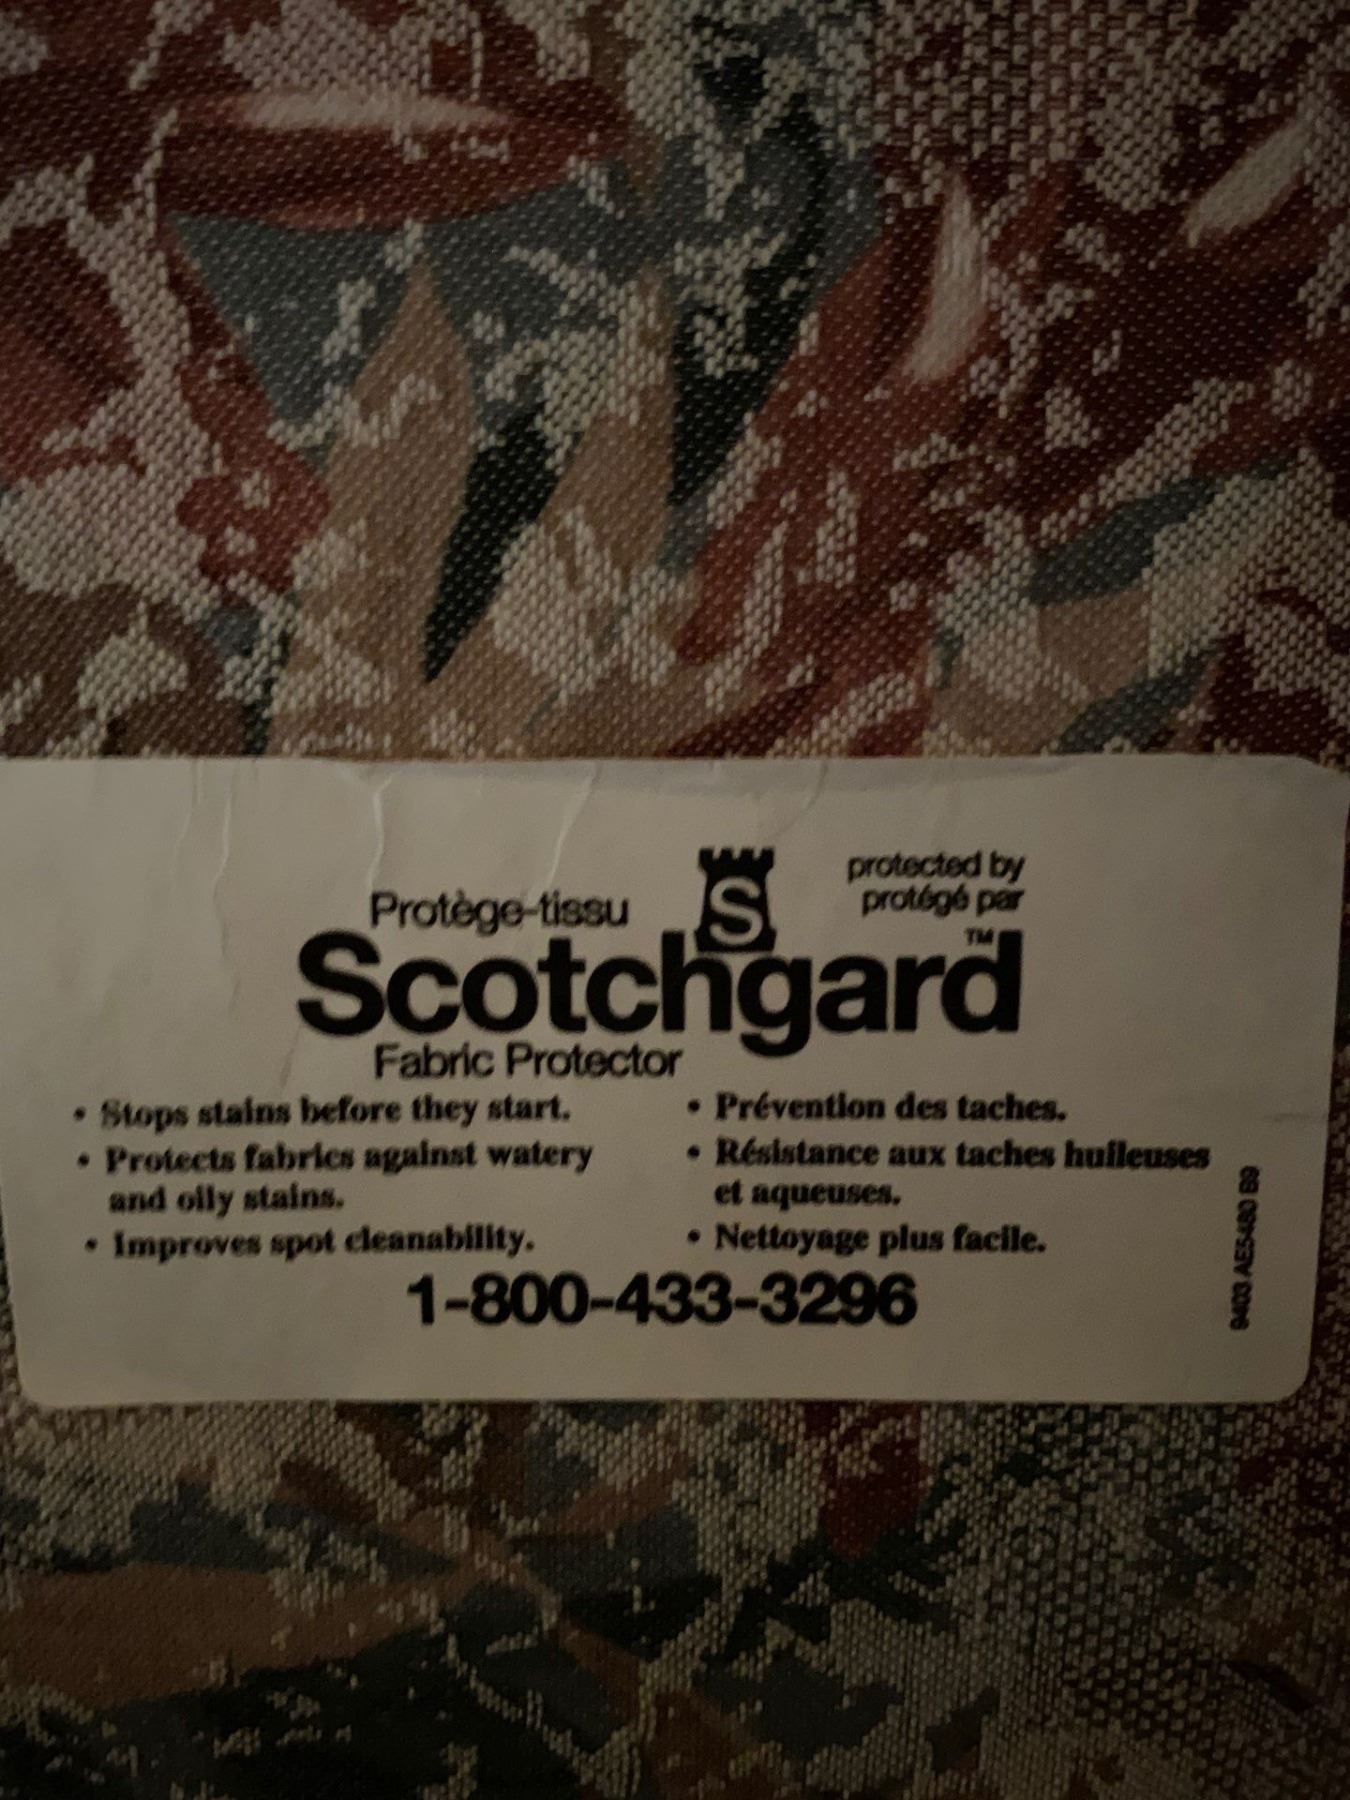 protected by
protégé par
Protège-tissu
S
Scotchgard™
Fabric Protector
• Stops stains before they start.
• Protects fabrics against watery
and oily stains.
• Improves spot cleanability.
• Prévention des taches.
• Résistance aux taches huileuses
et aqueuses.
• Nettoyage plus facile.
1-800-433-3296
9403 AE5480 B9